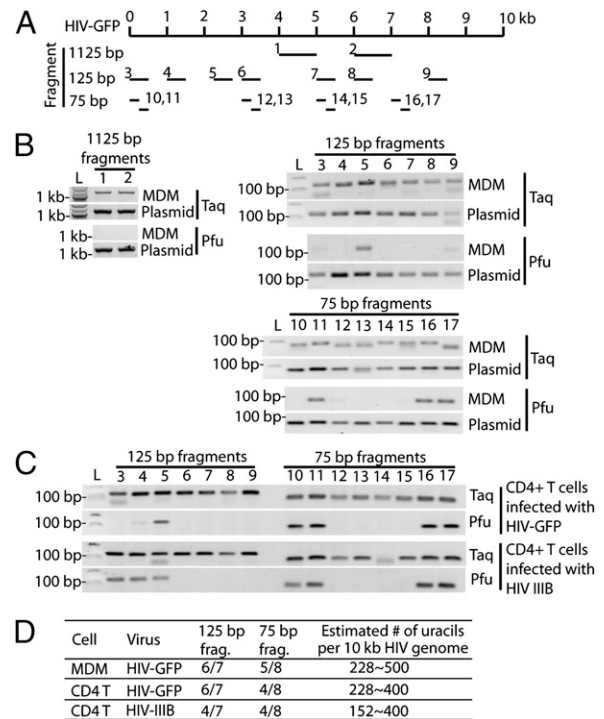 A
HIV-GFP 0 1 2 3 4 5 6 7 8 9 10 kb
Fragment
1125 bp 1 2
125 bp 3 4 5 6 7 8 9
75 bp 10,11 12,13 14,15 16,17
B
1125 bp
fragments
L 1 2
1 kb- MDM
1 kb- Plasmid
Taq
1 kb- MDM
1 kb- Plasmid
Pfu
125 bp fragments
L 3 4 5 6 7 8 9
100 bp- MDM
100 bp- Plasmid
Taq
100 bp- MDM
100 bp- Plasmid
Pfu
75 bp fragments
L 10 11 12 13 14 15 16 17
100 bp- MDM
100 bp- Plasmid
Taq
100 bp- MDM
100 bp- Plasmid
Pfu
C
125 bp fragments 75 bp fragments
L 3 4 5 6 7 8 9 10 11 12 13 14 15 16 17
100 bp- Taq
100 bp- Pfu
CD4+ T cells
infected with
HIV-GFP
100 bp- Taq
100 bp- Pfu
CD4+ T cells
infected with
HIV IIIB
D
Cell Virus 125 bp frag. 75 bp frag. Estimated # of uracils per 10 kb HIV genome
MDM HIV-GFP 6/7 5/8 228~500
CD4 T HIV-GFP 6/7 4/8 228~400
CD4 T HIV-IIIB 4/7 4/8 152~400